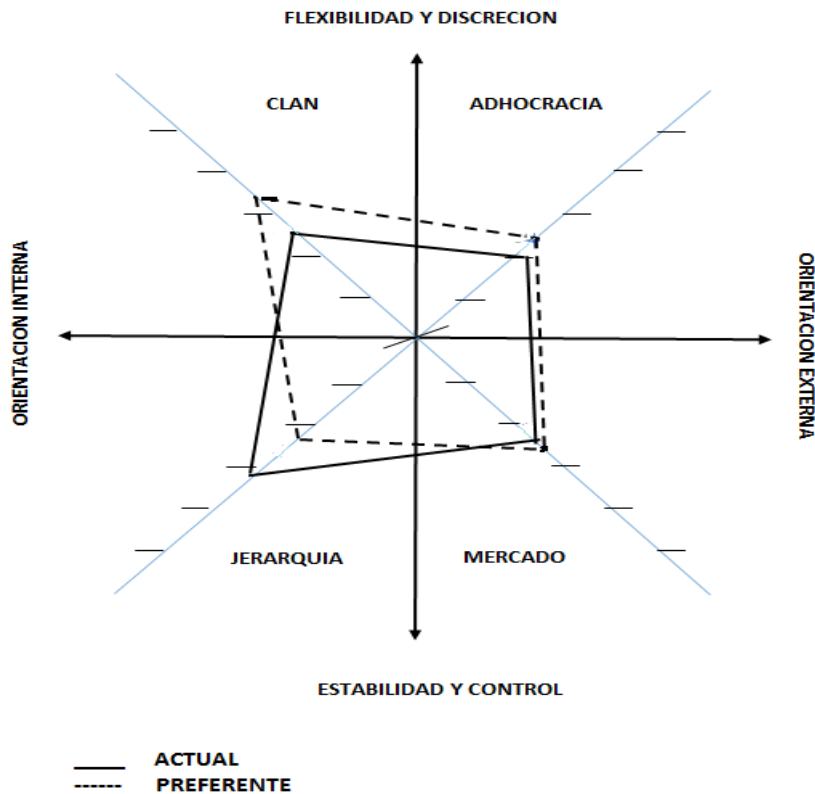 FLEXIBILIDAD Y DISCRECION
CLAN
ADHOCRACIA
ORIENTACION INTERNA
ORIENTACION EXTERNA
JERARQUIA
MERCADO
ESTABILIDAD Y CONTROL
ACTUAL
PREFERENTE